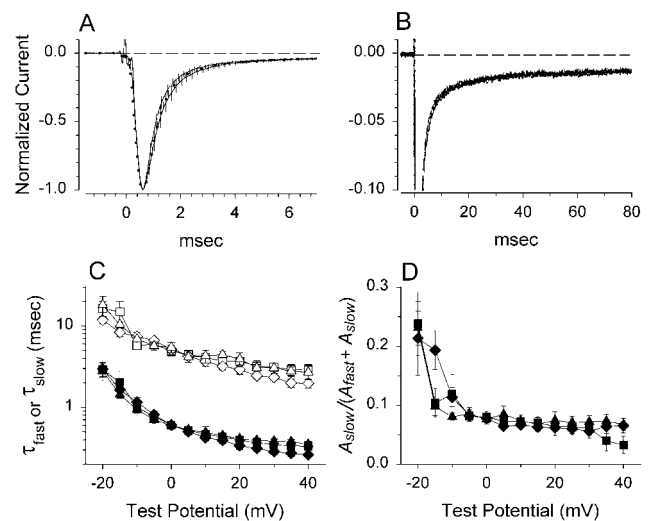 A
Normalized Current
0.0
-0.5
-1.0
0
2
4
6
msec
B
0.00
-0.05
-0.10
0
20
40
60
80
msec
C
τfast or τslow (msec)
10
1
-20
0
20
40
Test Potential (mV)
D
Aslow/(Afast+ Aslow)
0.3
0.2
0.1
0.0
-20
0
20
40
Test Potential (mV)